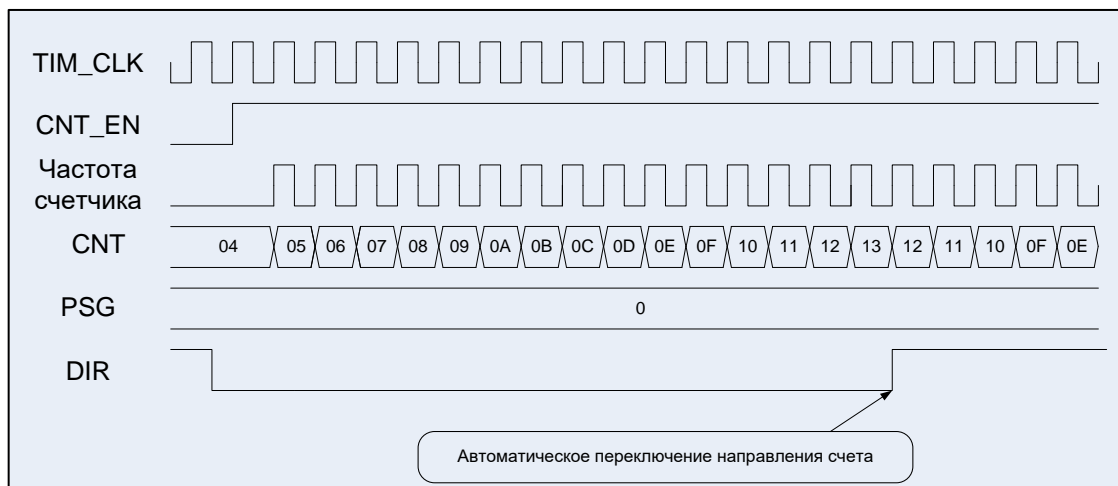 TIM_CLK
CNT_EN
Частота
счетчика
CNT 04 05 06 07 08 09 0A 0B 0C 0D 0E 0F 10 11 12 13 12 11 10 0F 0E
PSG 0
DIR
Автоматическое переключение направления счета